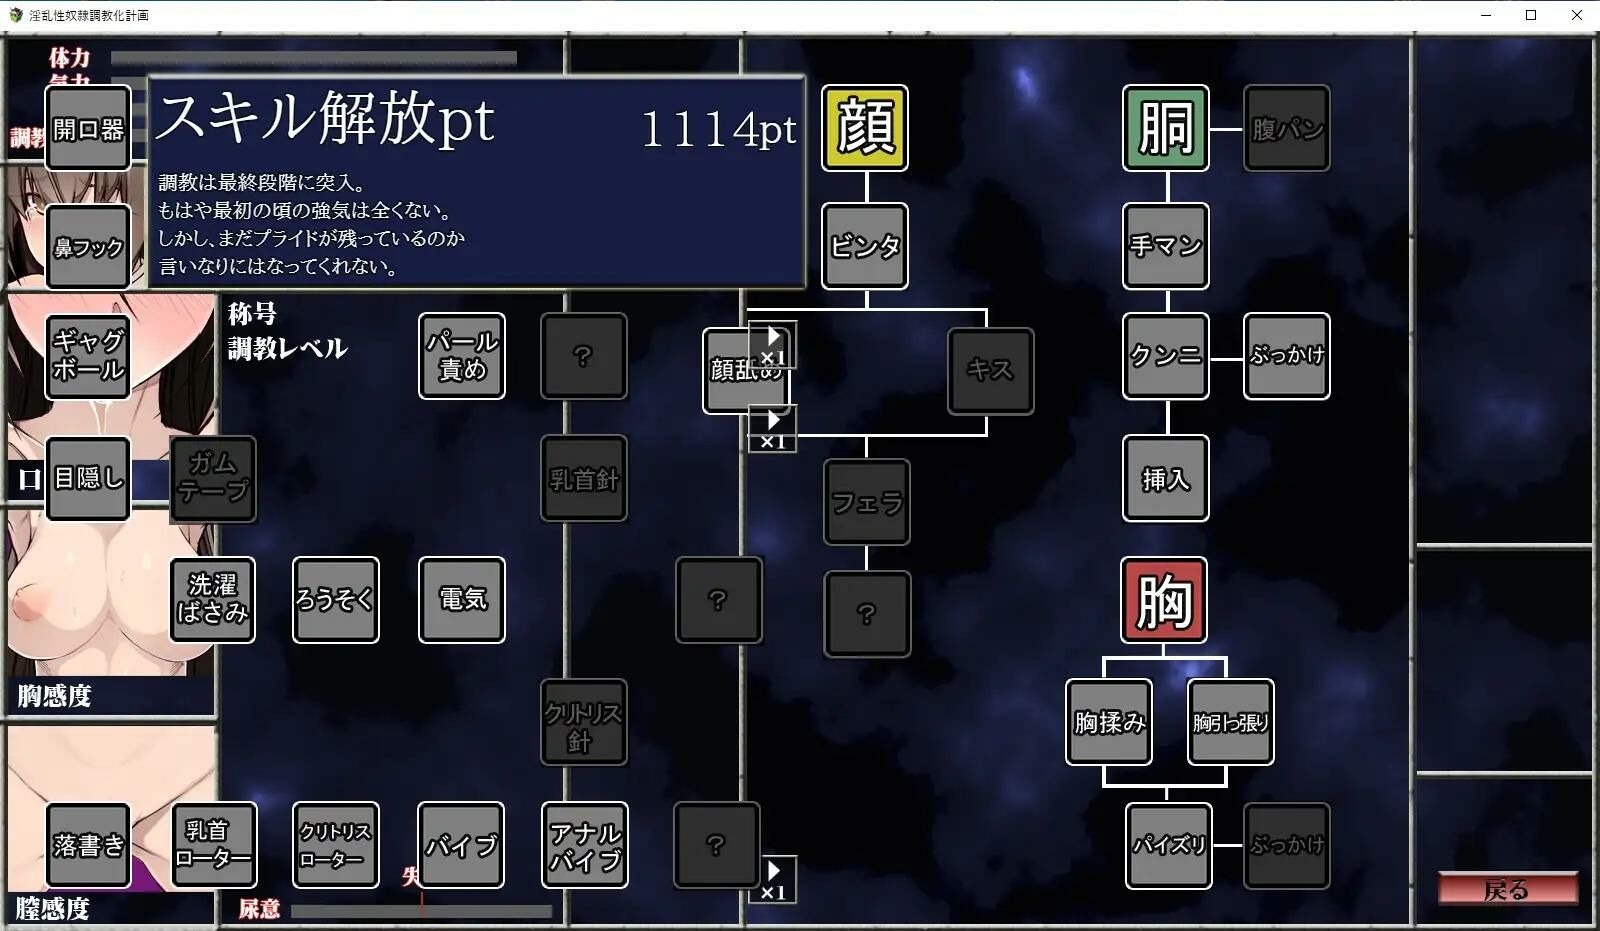 淫乱性奴隷調教化計画
体力
気力
調教
スキル解放pt
1114pt
調教は最終段階に突入。
もはや最初の頃の強気は全くない。
しかし、まだプライドが残っているのか
言いなりにはなってくれない。
開口器
鼻フック
顔
胴
腹パン
ビンタ
手マン
称号
調教レベル
ギャグ
ボール
パール
責め
?
顔舐め
×1
キス
クンニ
ぶっかけ
×1
口
目隠し
ガム
テープ
乳首針
フェラ
挿入
洗濯
ばさみ
ろうそく
電気
?
?
胸
胸感度
クリトリス
針
胸揉み
胸引っ張り
落書き
乳首
ローター
クリトリス
ローター
バイブ
アナル
バイブ
?
×1
パイズリ
ぶっかけ
失
膣感度
尿意
戻る